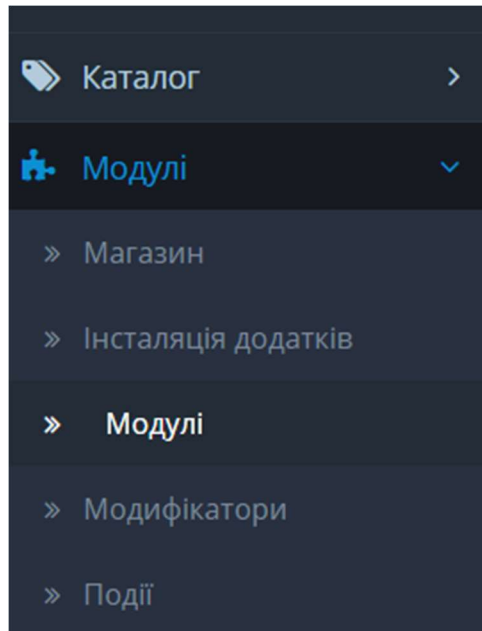 Каталог
Модулі
Магазин
Інсталяція додатків
Модулі
Модифікатори
Події